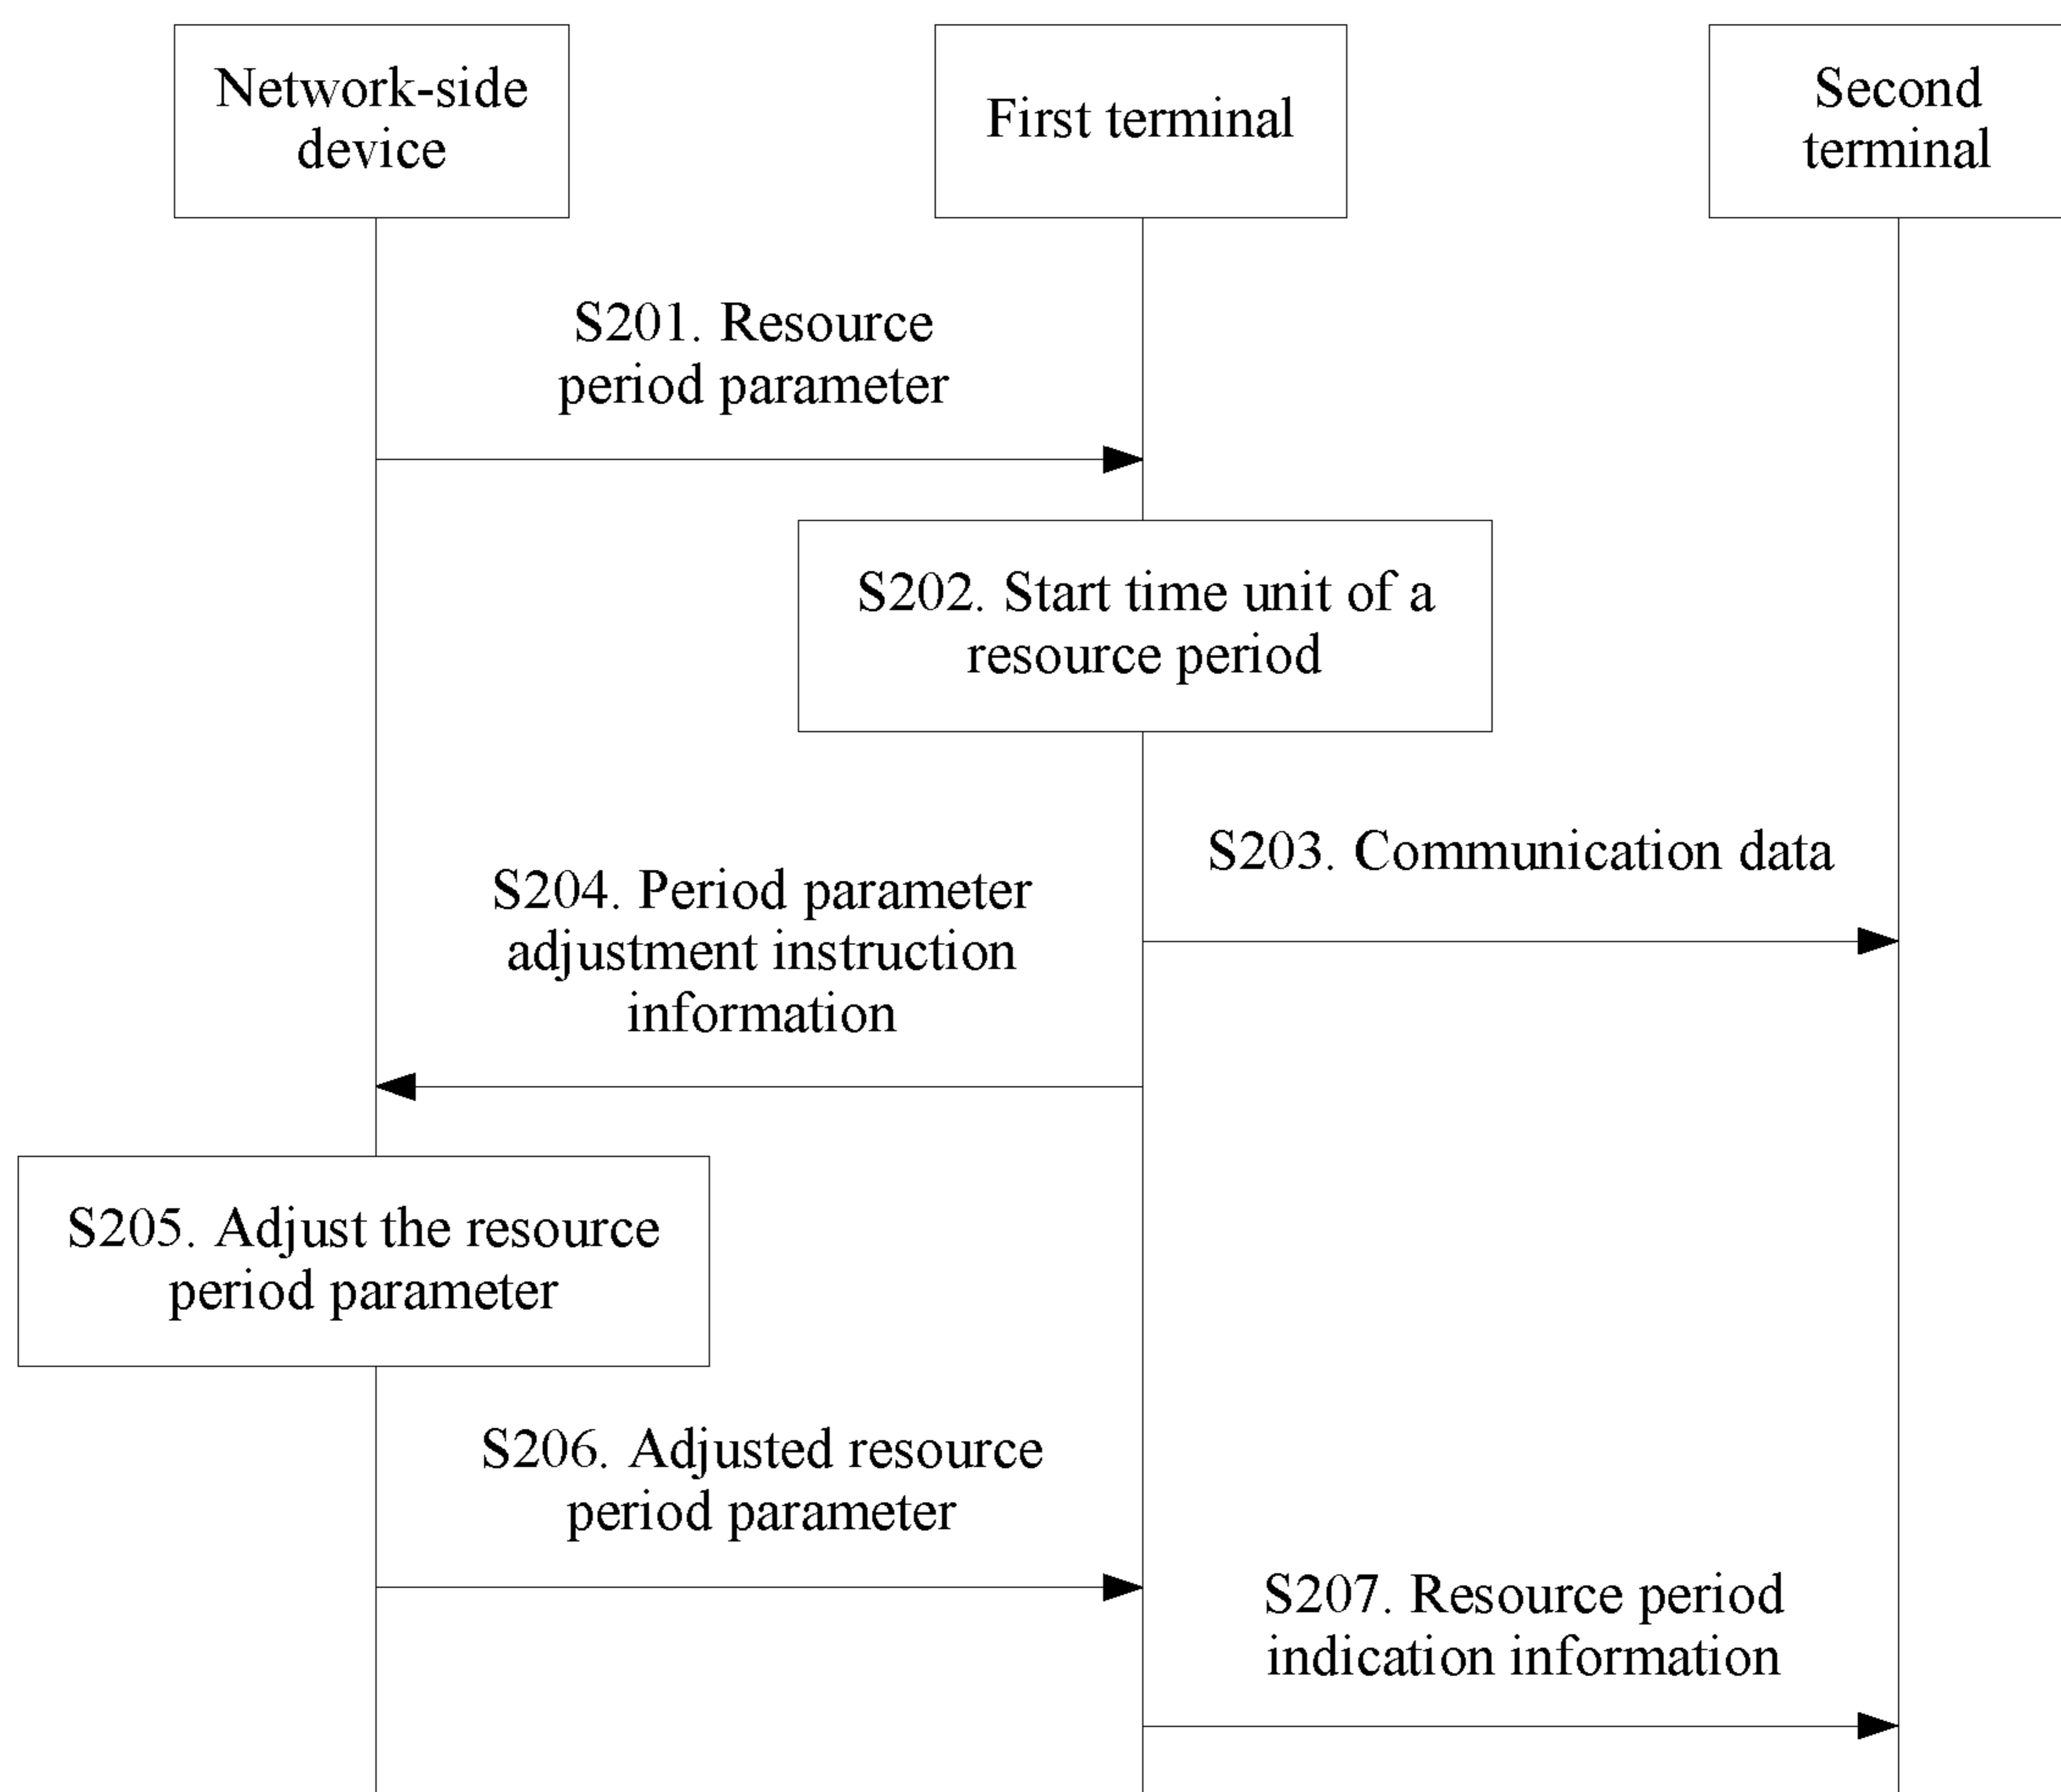 Network-side
device
First terminal
Second
terminal
S201. Resource
period parameter
S202. Start time unit of a
resource period
S203. Communication data
S204. Period parameter
adjustment instruction
information
S205. Adjust the resource
period parameter
S206. Adjusted resource
period parameter
S207. Resource period
indication information